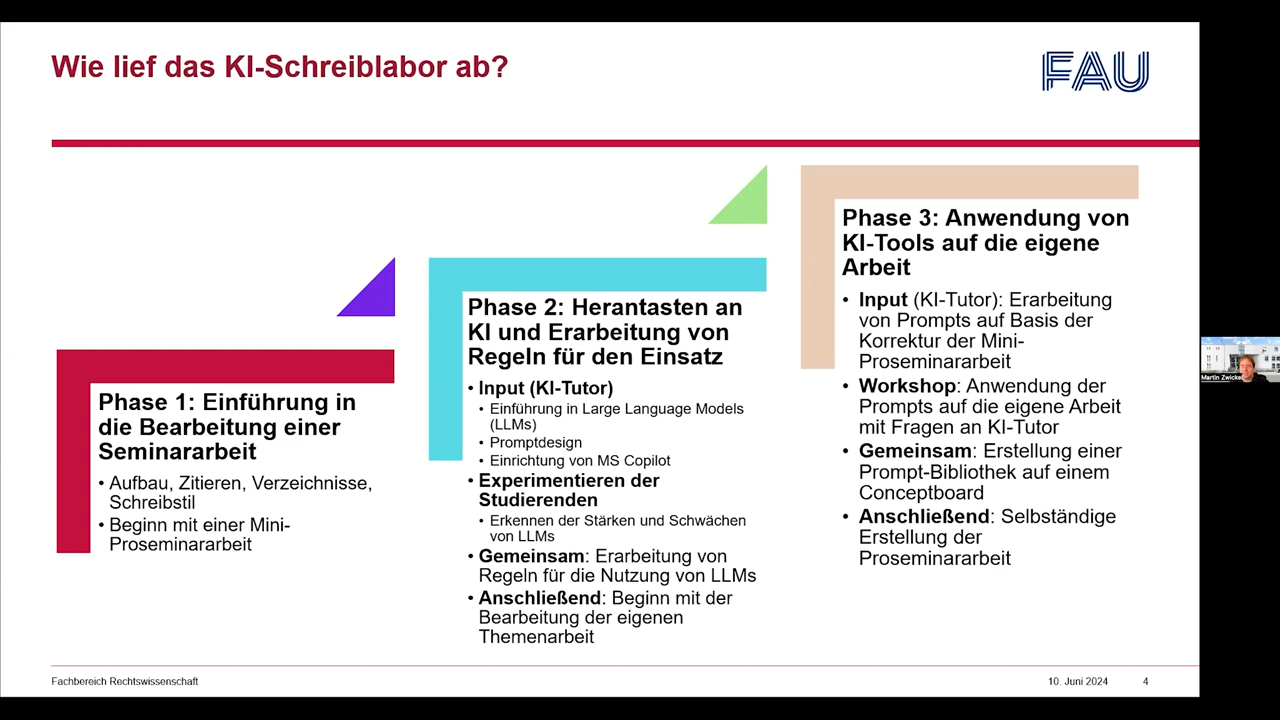 Wie lief das KI-Schreiblabor ab?
FAU
Phase 1: Einführung in
die Bearbeitung einer
Seminararbeit
• Aufbau, Zitieren, Verzeichnisse,
Schreibstil
• Beginn mit einer Mini-
Proseminararbeit
Phase 2: Herantasten an
KI und Erarbeitung von
Regeln für den Einsatz
• Input (KI-Tutor)
• Einführung in Large Language Models
(LLMs)
• Promptdesign
• Einrichtung von MS Copilot
• Experimentieren der
Studierenden
• Erkennen der Stärken und Schwächen
von LLMs
• Gemeinsam: Erarbeitung von
Regeln für die Nutzung von LLMs
• Anschließend: Beginn mit der
Bearbeitung der eigenen
Themenarbeit
Phase 3: Anwendung von
KI-Tools auf die eigene
Arbeit
• Input (KI-Tutor): Erarbeitung
von Prompts auf Basis der
Korrektur der Mini-
Proseminararbeit
• Workshop: Anwendung der
Prompts auf die eigene Arbeit
mit Fragen an KI-Tutor
• Gemeinsam: Erstellung einer
Prompt-Bibliothek auf einem
Conceptboard
• Anschließend: Selbständige
Erstellung der
Proseminararbeit
Martin Zwickel
Fachbereich Rechtswissenschaft
10. Juni 2024
4